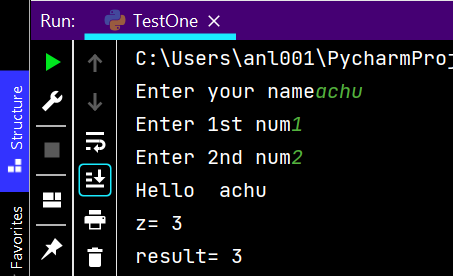 Run: TestOne
C:\Users\anl001\PycharmProj
Enter your nameachu
Enter 1st num1
Enter 2nd num2
Hello  achu
z= 3
result= 3
Structure
Favorites